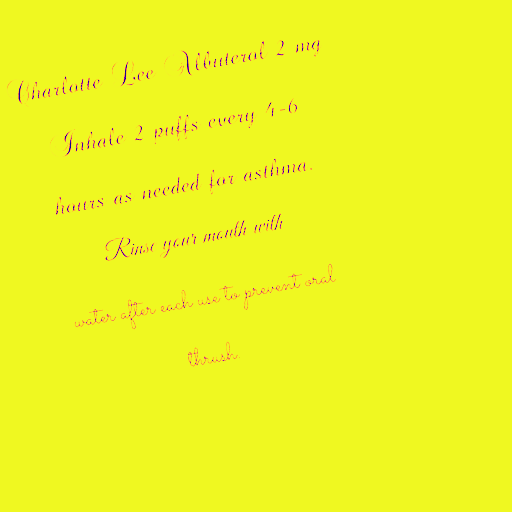 Charlotte Lee Albuterol 2 mg
Inhale 2 puffs every 4-6
hours as needed for asthma.
Rinse your mouth with
water after each use to prevent oral
thrush